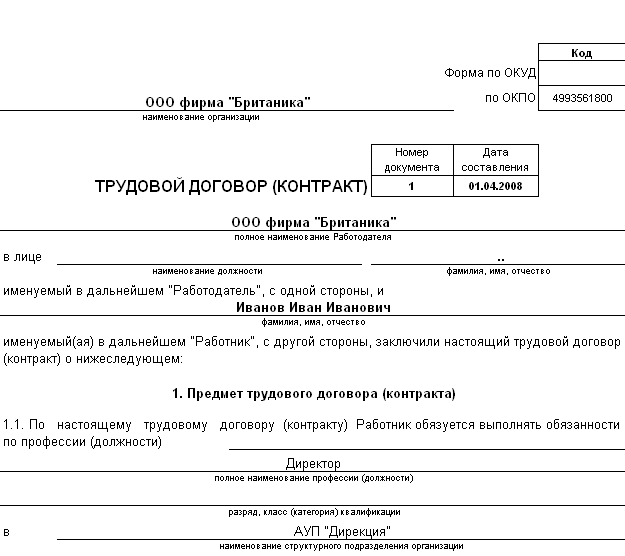 Код
Форма по ОКУД
ООО фирма "Британика" по ОКПО 4993561800
наименование организации
Номер документа Дата составления
ТРУДОВОЙ ДОГОВОР (КОНТРАКТ) 1 01.04.2008
ООО фирма "Британика"
полное наименование Работодателя
в лице ..
наименование должности фамилия, имя, отчество
именуемый в дальнейшем "Работодатель", с одной стороны, и
Иванов Иван Иванович
фамилия, имя, отчество
именуемый(ая) в дальнейшем "Работник", с другой стороны, заключили настоящий трудовой договор
(контракт) о нижеследующем:
1. Предмет трудового договора (контракта)
1.1. По настоящему трудовому договору (контракту) Работник обязуется выполнять обязанности
по профессии (должности)
Директор
полное наименование профессии (должности)
разряд, класс (категория) квалификации
в АУП "Дирекция"
наименование структурного подразделения организации